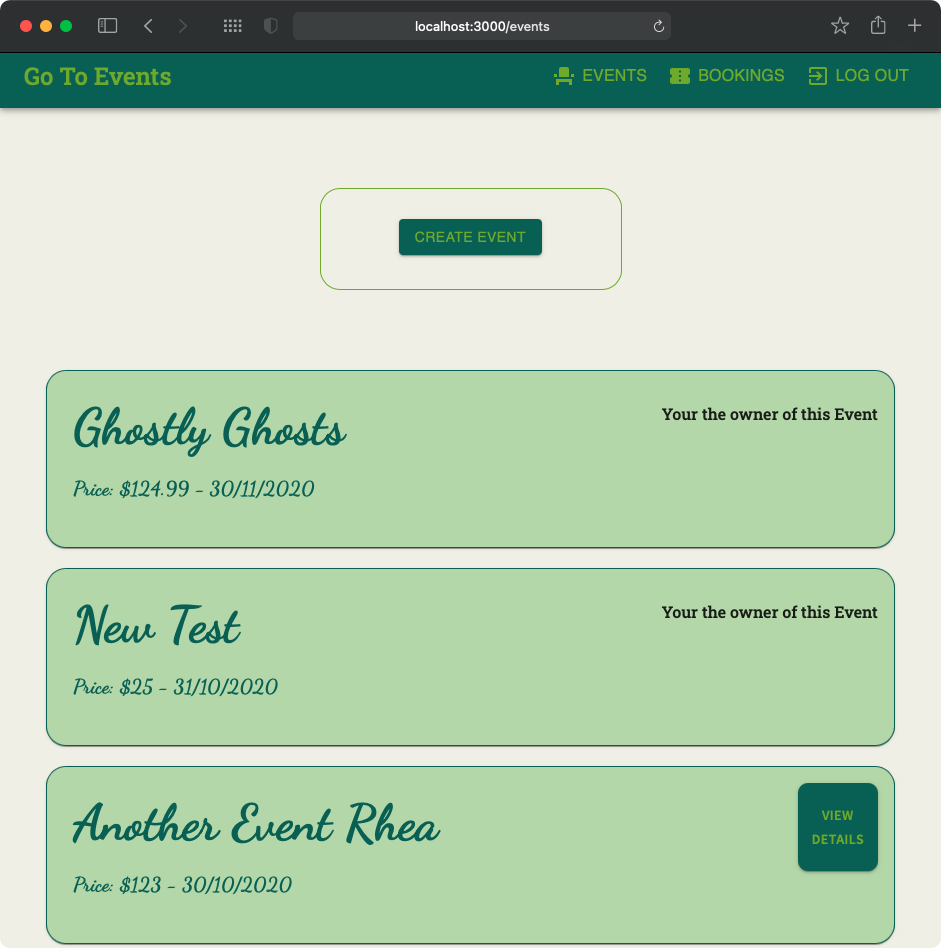 localhost:3000/events
Go To Events
EVENTS
BOOKINGS
LOG OUT
CREATE EVENT
Ghostly Ghosts
Your the owner of this Event
Price: $124.99 - 30/11/2020
New Test
Your the owner of this Event
Price: $25 - 31/10/2020
Another Event Rhea
VIEW
DETAILS
Price: $123 - 30/10/2020